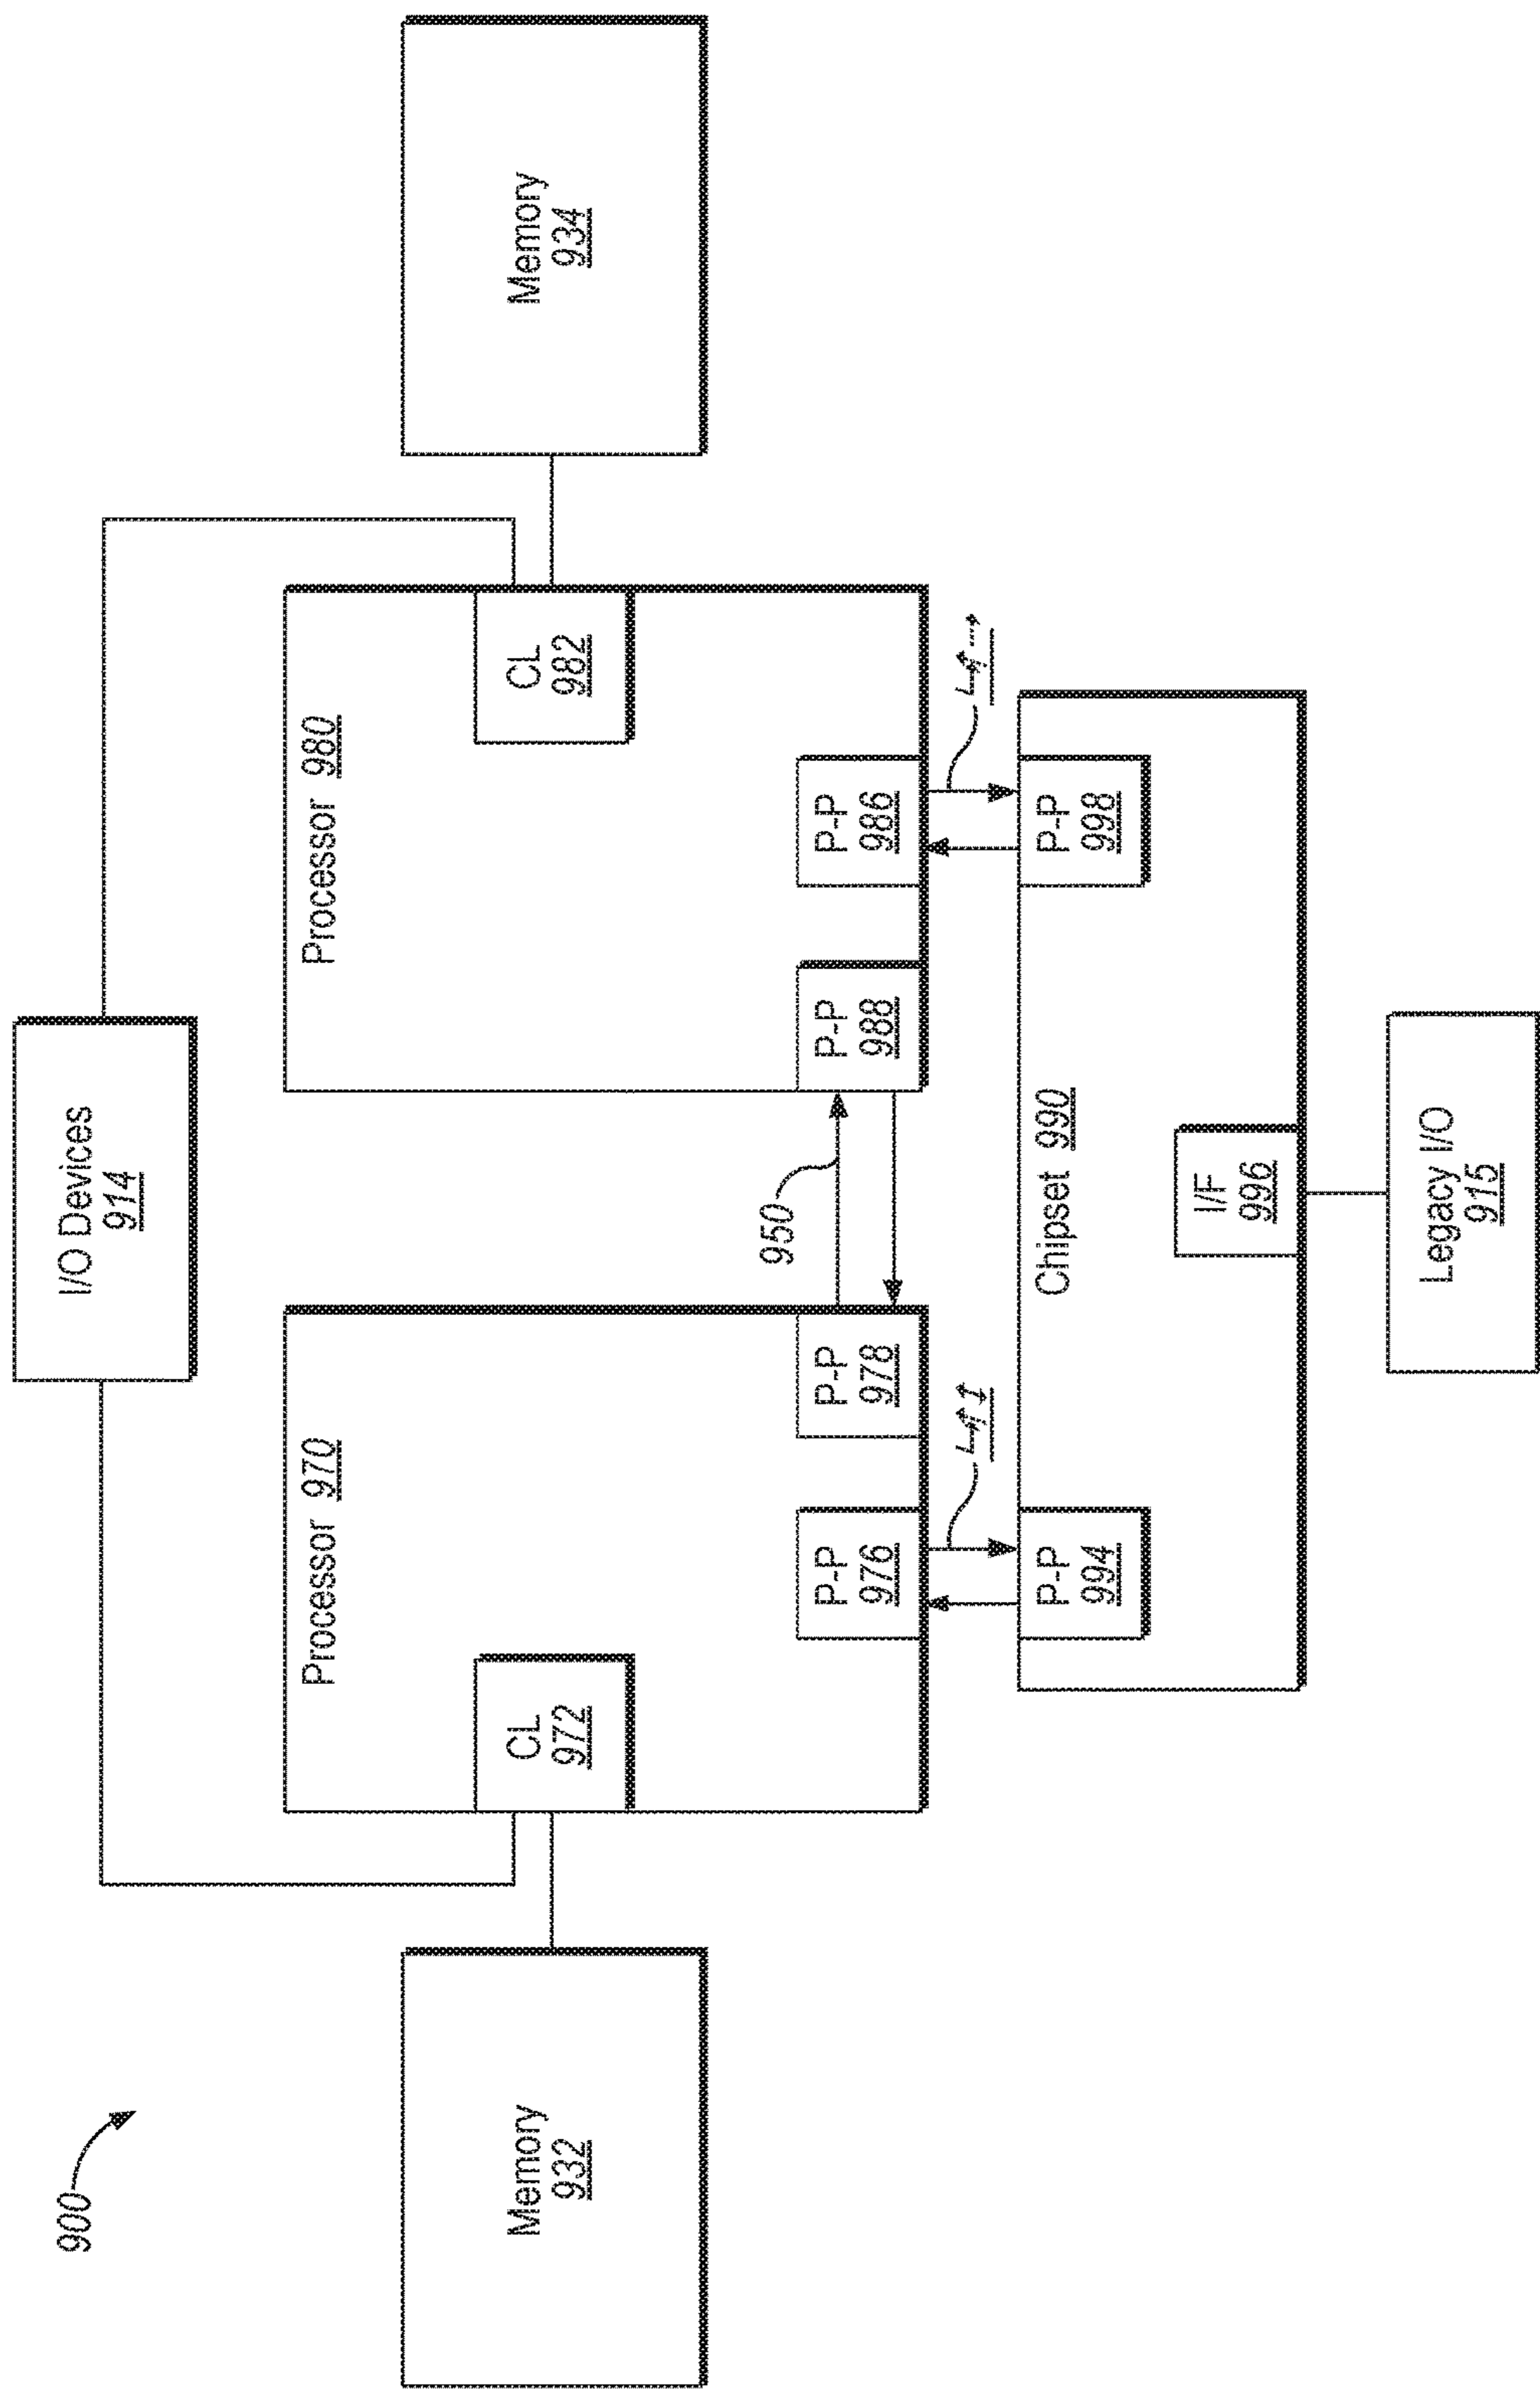 900
I/O Devices
914
Memory
932
Processor 970
CL
972
P-P
976
P-P
978
950
Processor 980
CL
982
P-P
988
P-P
986
Memory
934
Chipset 990
P-P
994
P-P
998
I/F
996
Legacy I/O
915